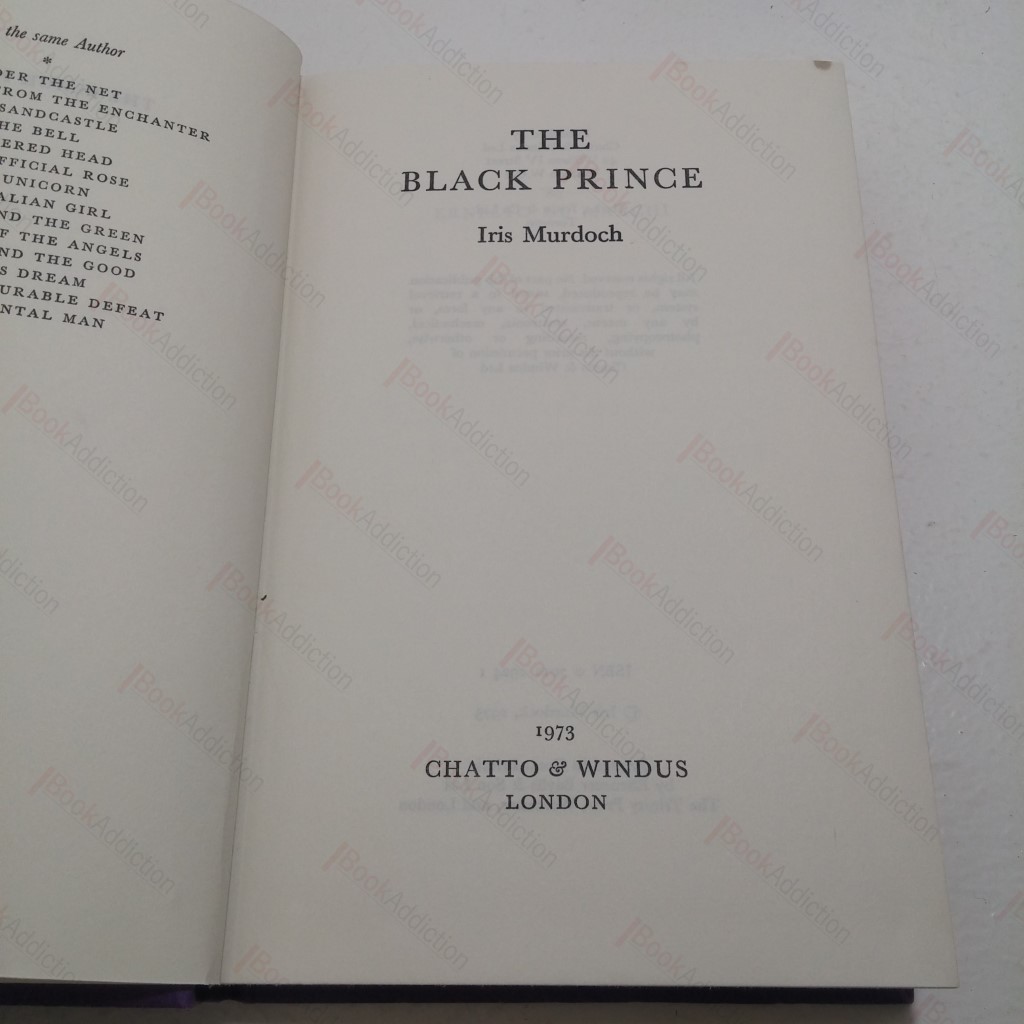 the same Author
*
DER THE NET
FROM THE ENCHANTER
SANDCASTLE
HE BELL
ERED HEAD
FFICIAL ROSE
UNICORN
ALIAN GIRL
ND THE GREEN
F THE ANGELS
ND THE GOOD
S DREAM
URABLE DEFEAT
NTAL MAN
THE
BLACK PRINCE
Iris Murdoch
1973
CHATTO & WINDUS
LONDON
BookAddiction